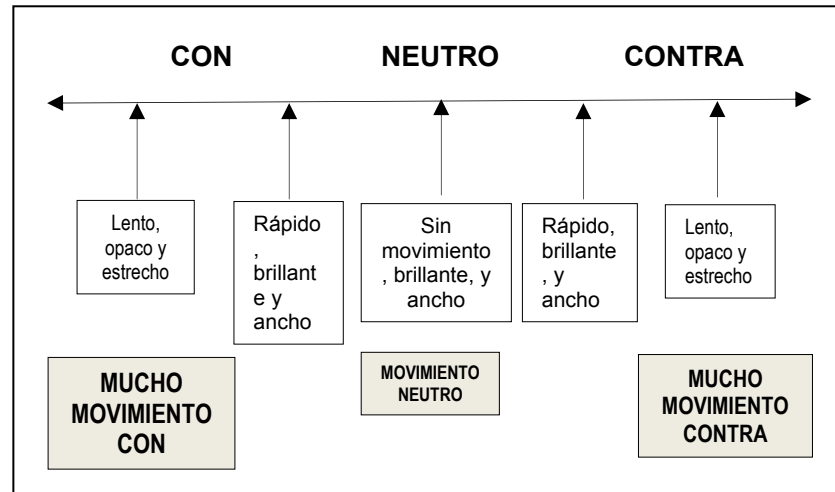 CON
NEUTRO
CONTRA
Lento,
opaco y
estrecho
Rápido
,
brillant
e y
ancho
Sin
movimiento
, brillante, y
ancho
Rápido,
brillante
, y
ancho
Lento,
opaco y
estrecho
MUCHO
MOVIMIENTO
CON
MOVIMIENTO
NEUTRO
MUCHO
MOVIMIENTO
CONTRA